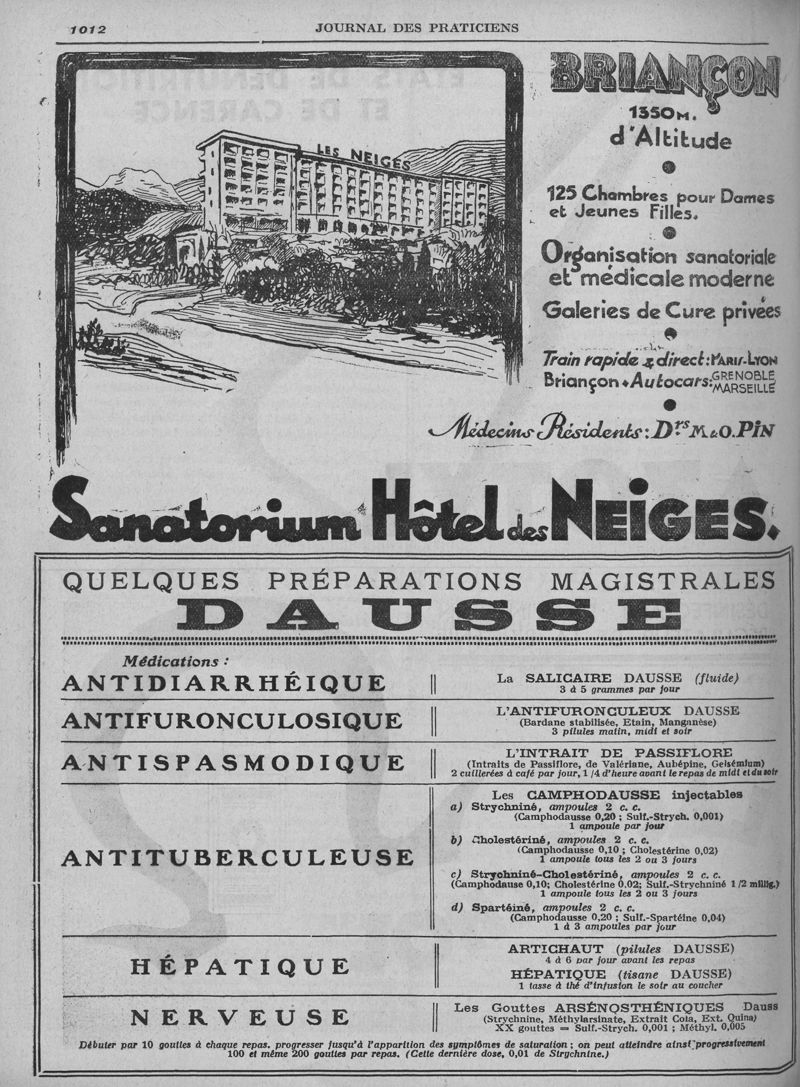 1012
JOURNAL DES PRATICIENS
LES NEIGES
BRIANÇON
1350 M.
d'Altitude
125 Chambres pour Dames
et Jeunes Filles.
Organisation sanatoriale
et médicale moderne
Galeries de Cure privées
Train rapide & direct: PARIS-LYON
Briançon Autocars: GRENOBLE
MARSEILLE
Médecins Résidents: Drs M. & O. PIN
Sanatorium Hôtel des NEIGES.
QUELQUES PRÉPARATIONS MAGISTRALES
DAUSSE
Médications :
ANTIDIARRHÉIQUE
La SALICAIRE DAUSSE (fluide)
3 à 5 grammes par jour
ANTIFURONCULOSIQUE
L'ANTIFURONCULEUX DAUSSE
(Bardane stabilisée, Etain, Manganèse)
3 pilules matin, midi et soir
ANTISPASMODIQUE
L'INTRAIT DE PASSIFLORE
(Intraits de Passiflore, de Valériane, Aubépine, Gelsémium)
2 cuillerées à café par jour, 1/4 d'heure avant le repas de midi et du soir
ANTITUBERCULEUSE
Les CAMPHODAUSSE injectables
a) Strychniné, ampoules 2 c. c.
(Camphodausse 0,20 ; Sulf.-Strych. 0,001)
1 ampoule par jour
b) Cholestériné, ampoules 2 c. c.
(Camphodausse 0,10 ; Cholestérine 0,02)
1 ampoule tous les 2 ou 3 jours
c) Strychniné-Cholestériné, ampoules 2 c. c.
(Camphodause 0,10; Cholestérine 0,02; Sulf.-Strychniné 1/2 millig.)
1 ampoule tous les 2 ou 3 jours
d) Spartéiné, ampoules 2 c. c.
(Camphodausse 0,20 ; Sulf.-Spartéine 0,04)
1 à 3 ampoules par jour
HÉPATIQUE
ARTICHAUT (pilules DAUSSE)
4 à 6 par jour avant les repas
HÉPATIQUE (tisane DAUSSE)
1 tasse à thé d'infusion le soir au coucher
NERVEUSE
Les Gouttes ARSÉNOSTHÉNIQUES Dauss
(Strychnine, Méthylarsinate, Extrait Cola, Ext. Quina)
XX gouttes = Sulf.-Strych. 0,001 ; Méthyl. 0,005
Débuter par 10 gouttes à chaque repas, progresser jusqu'à l'apparition des symptômes de saturation ; on peut atteindre ainsi progressivement
100 et même 200 gouttes par repas. (Cette dernière dose, 0,01 de Strychnine.)